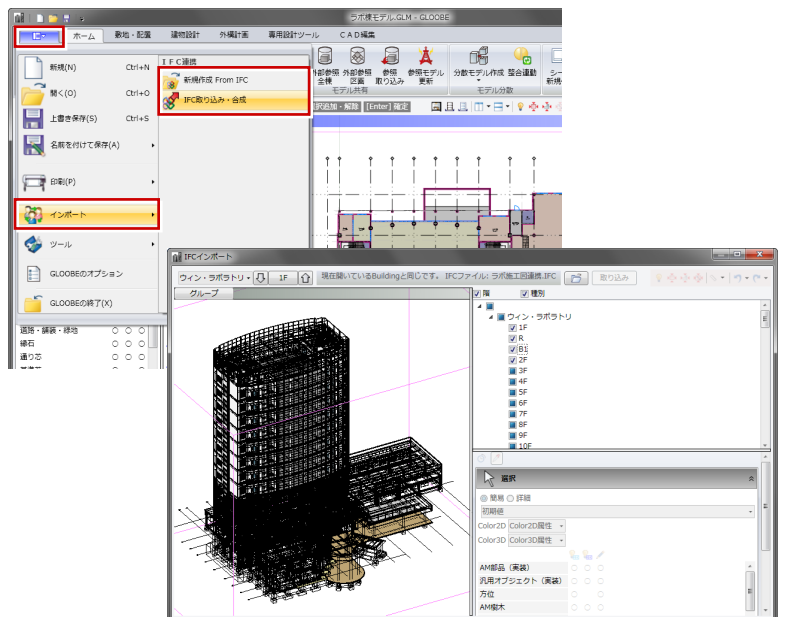 ラボ棟モデル.GLM - GLOOBE
ホーム 敷地・配置 建物設計 外構計画 専用設計ツール CAD編集
新規(N) Ctrl+N
開く(O) Ctrl+O
上書き保存(S) Ctrl+S
名前を付けて保存(A)
印刷(P)
インポート
ツール
GLOOBEのオプション
GLOOBEの終了(X)
IFC連携
新規作成 From IFC
IFC取り込み・合成
外部参照 全棟
外部参照 区画
参照 取り込み
参照モデル 更新
モデル共有
分散モデル作成
整合連動
モデル分散
択追加・解除 [Enter] 確定
道路・舗装・緑地
縁石
通り芯
IFCインポート
ウィン・ラボラトリ 1F 現在開いているBuildingと同じです。 IFCファイル: ラボ施工図連携.IFC 取り込み
グループ
階 種別
ウィン・ラボラトリ
1F
R
B1
2F
3F
4F
5F
6F
7F
8F
9F
10F
選択
簡易 詳細
初期値
Color2D Color2D属性
Color3D Color3D属性
AM部品（実装）
汎用オブジェクト（実装）
方位
AM樹木